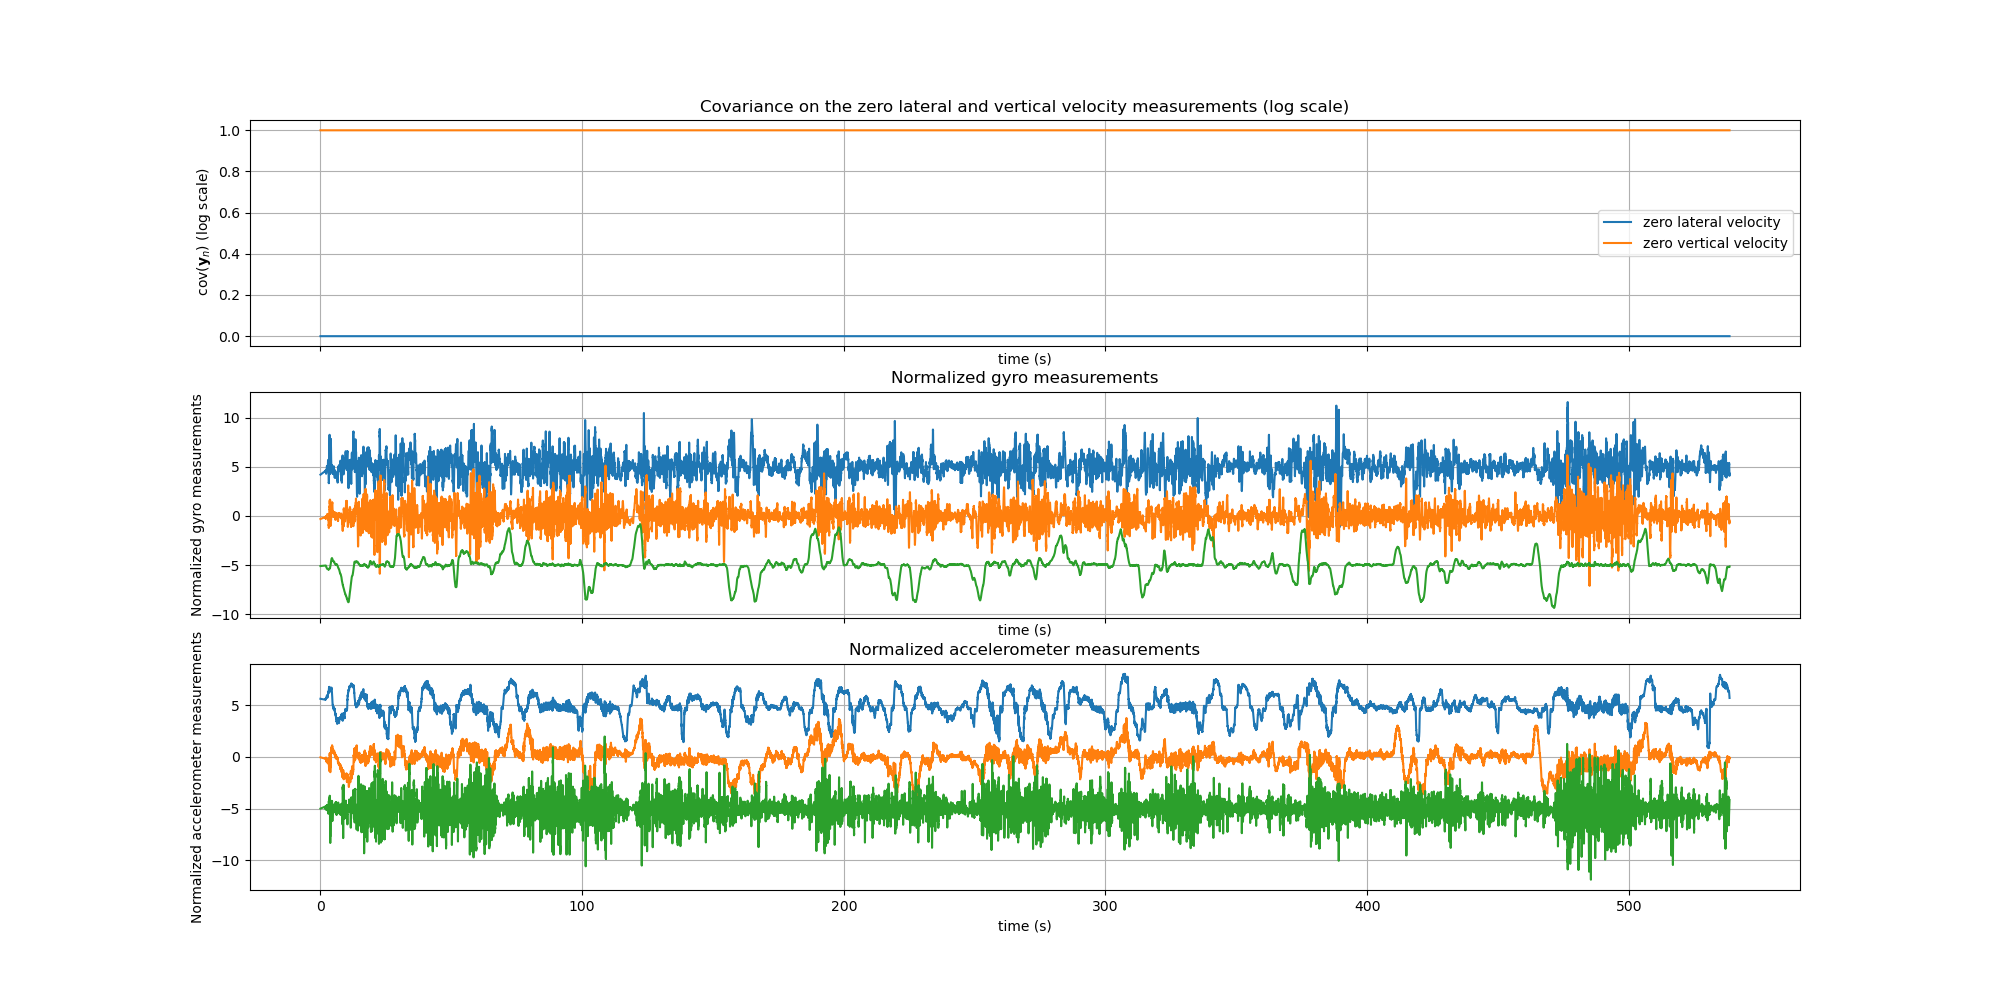 Covariance on the zero lateral and vertical velocity measurements (log scale)
cov(𝐲ₙ) (log scale)
1.0
0.8
0.6
0.4
0.2
0.0
zero lateral velocity
zero vertical velocity
time (s)
Normalized gyro measurements
Normalized gyro measurements
10
5
0
−5
−10
time (s)
Normalized accelerometer measurements
Normalized accelerometer measurements
5
0
−5
−10
0 100 200 300 400 500
time (s)